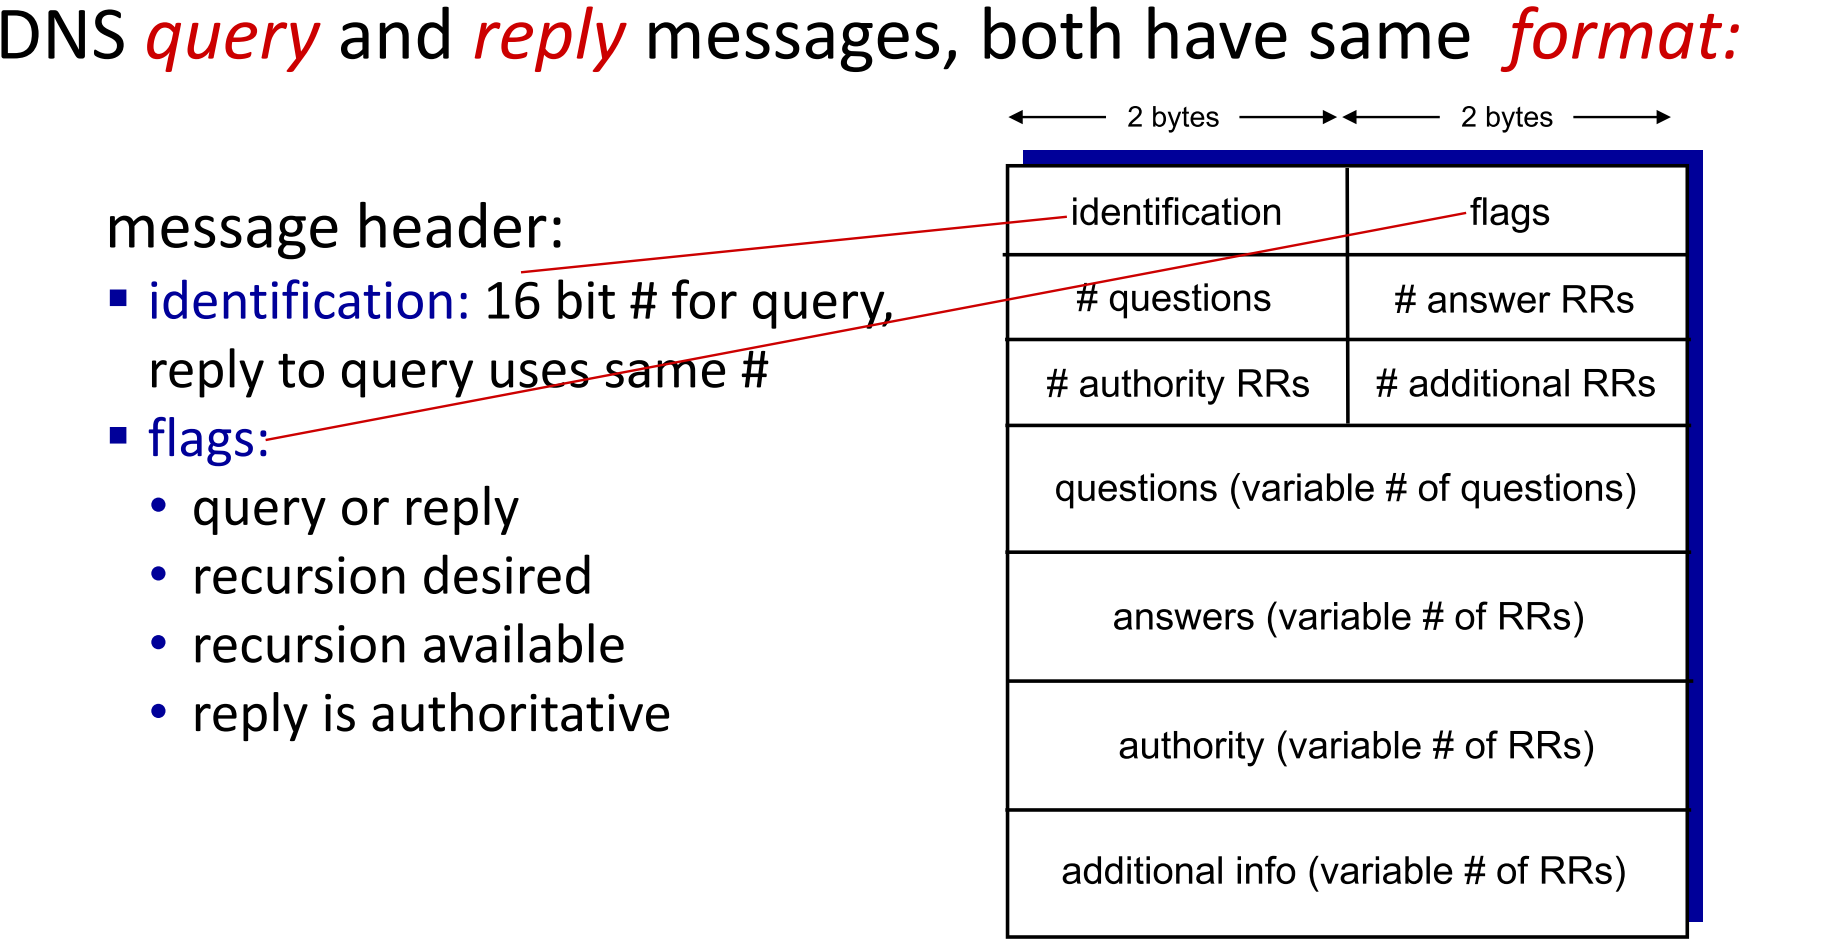 DNS query and reply messages, both have same format:
message header:
▪ identification: 16 bit # for query,
reply to query uses same #
▪ flags:
• query or reply
• recursion desired
• recursion available
• reply is authoritative
2 bytes 2 bytes
identification flags
# questions # answer RRs
# authority RRs # additional RRs
questions (variable # of questions)
answers (variable # of RRs)
authority (variable # of RRs)
additional info (variable # of RRs)